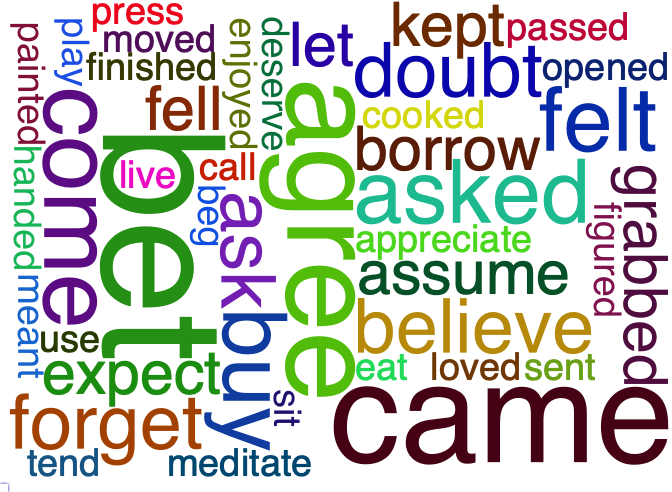 press
painted
play
moved
finished
enjoyed
deserve
let
kept
passed
doubt
opened
come
fell
agree
cooked
felt
bet
live
call
borrow
handed
beg
ask
asked
grabbed
figured
appreciate
assume
meant
use
buy
believe
expect
eat
loved
sent
forget
sit
came
tend
meditate